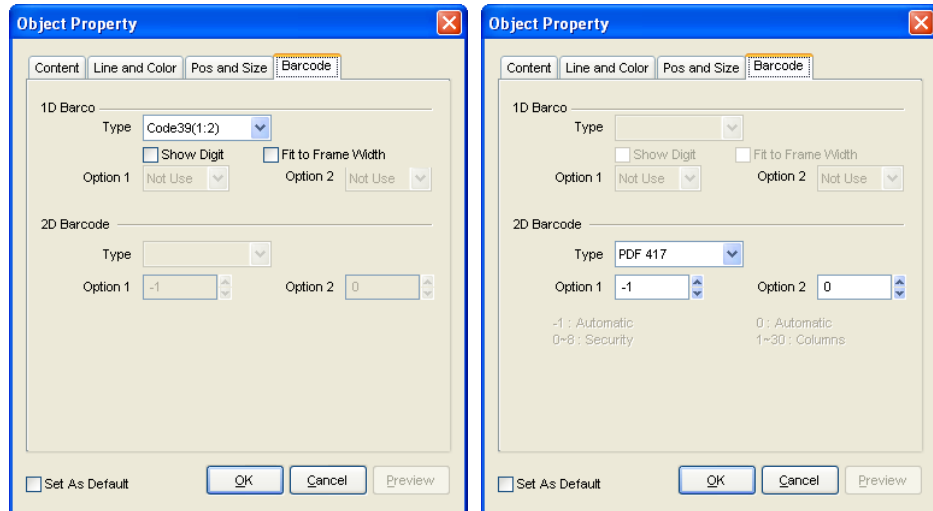 Object Property
Content Line and Color Pos and Size Barcode
1D Barco
Type Code39(1:2)
Show Digit Fit to Frame Width
Option 1 Not Use Option 2 Not Use
2D Barcode
Type
Option 1 -1 Option 2 0
Set As Default OK Cancel Preview
Object Property
Content Line and Color Pos and Size Barcode
1D Barco
Type
Show Digit Fit to Frame Width
Option 1 Not Use Option 2 Not Use
2D Barcode
Type PDF 417
Option 1 -1 Option 2 0
-1 : Automatic 0 : Automatic
0~8 : Security 1~30 : Columns
Set As Default OK Cancel Preview